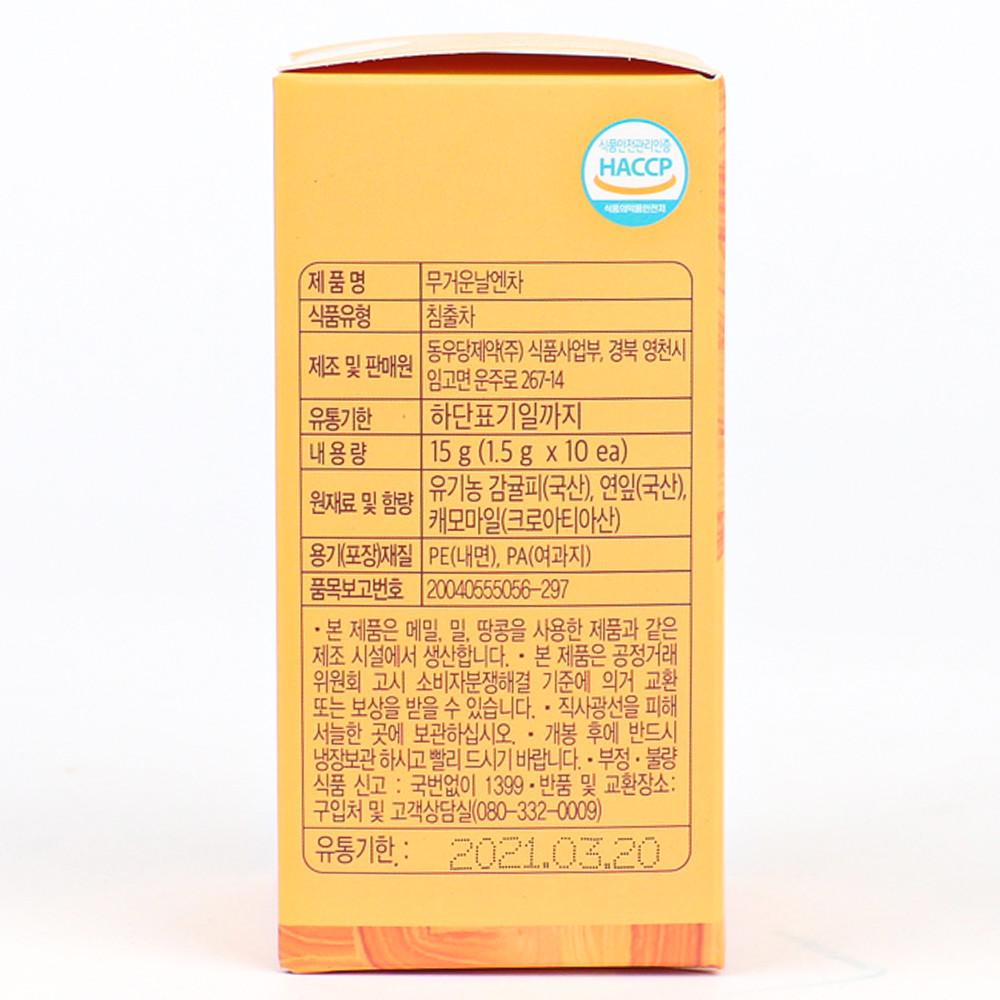 식품안전관리인증
HACCP
식품의약품안전처
제품명 무거운날엔차
식품유형 침출차
제조 및 판매원 동우당제약(주) 식품사업부, 경북 영천시
임고면 운주로 267-14
유통기한 하단표기일까지
내용량 15 g (1.5 g x 10 ea)
원재료 및 함량 유기농 감귤피(국산), 연잎(국산),
캐모마일(크로아티아산)
용기(포장)재질 PE(내면), PA(여과지)
품목보고번호 20040555056-297
• 본 제품은 메밀, 밀, 땅콩을 사용한 제품과 같은
제조 시설에서 생산합니다. • 본 제품은 공정거래
위원회 고시 소비자분쟁해결 기준에 의거 교환
또는 보상을 받을 수 있습니다. • 직사광선을 피해
서늘한 곳에 보관하십시오. • 개봉 후에 반드시
냉장보관 하시고 빨리 드시기 바랍니다. • 부정 · 불량
식품 신고 : 국번없이 1399 • 반품 및 교환장소:
구입처 및 고객상담실(080-332-0009)
유통기한. : 2021.03.20